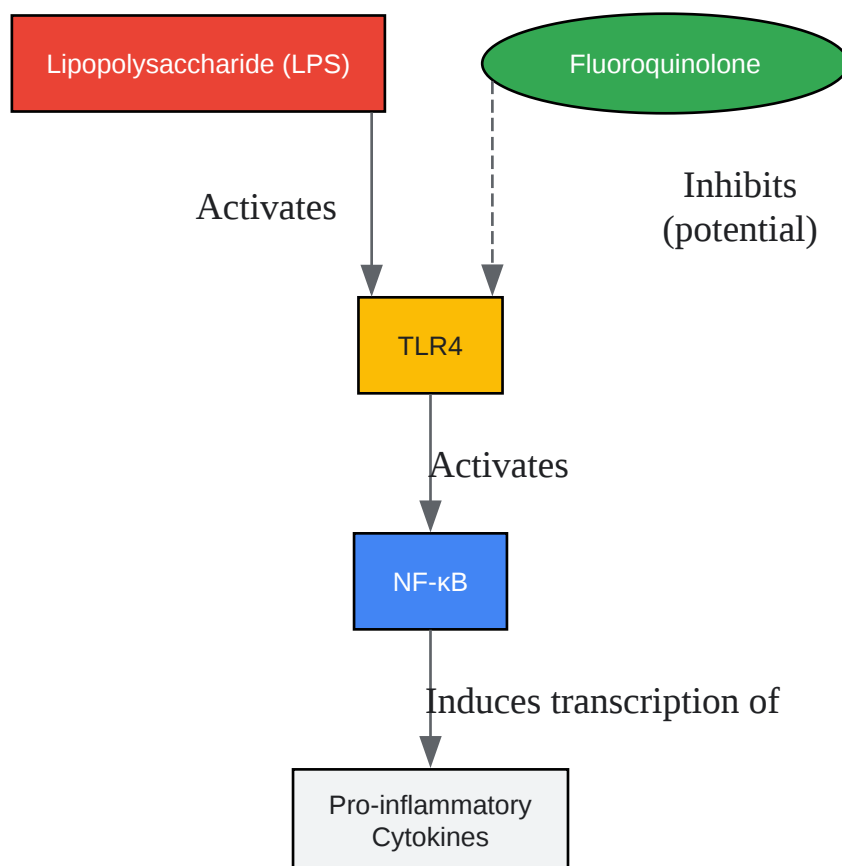 Lipopolysaccharide (LPS)
Fluoroquinolone
Activates
Inhibits
(potential)
TLR4
Activates
NF-κB
Induces transcription of
Pro-inflammatory
Cytokines